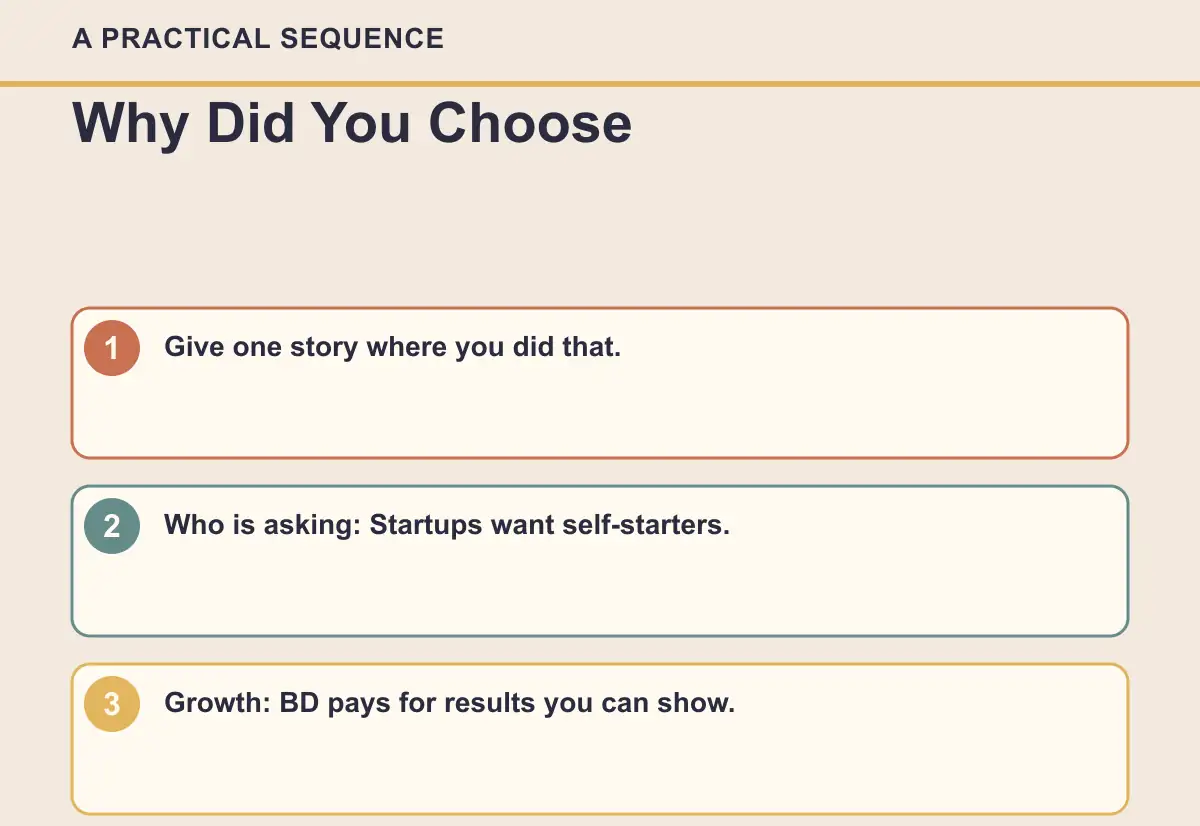 A PRACTICAL SEQUENCE
Why Did You Choose
1
Give one story where you did that.
2
Who is asking: Startups want self-starters.
3
Growth: BD pays for results you can show.